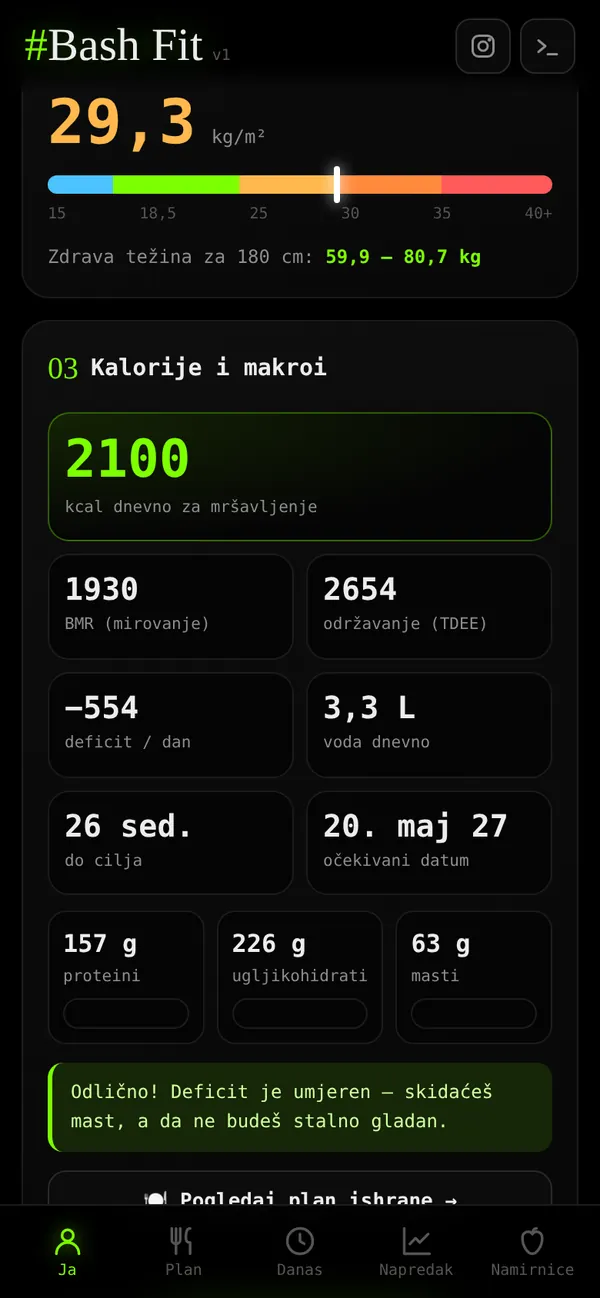 #Bash Fit v1
29,3 kg/m²
15 18,5 25 30 35 40+
Zdrava težina za 180 cm: 59,9 – 80,7 kg
03 Kalorije i makroi
2100
kcal dnevno za mršavljenje
1930
BMR (mirovanje)
2654
održavanje (TDEE)
−554
deficit / dan
3,3 L
voda dnevno
26 sed.
do cilja
20. maj 27
očekivani datum
157 g
proteini
226 g
ugljikohidrati
63 g
masti
Odlično! Deficit je umjeren – skidaćeš
mast, a da ne budeš stalno gladan.
Pogledaj plan ishrane →
Ja Plan Danas Napredak Namirnice